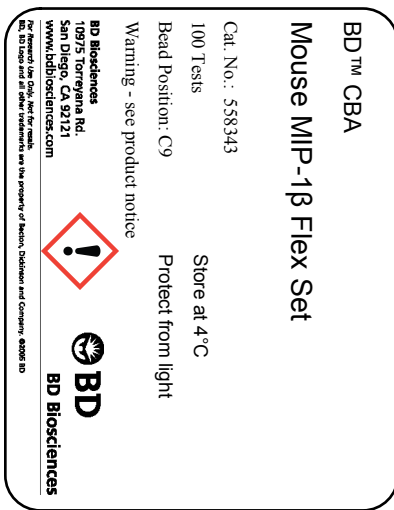 BD™ CBA
Mouse MIP-1β Flex Set
Cat. No.: 558343
100 Tests
Store at 4°C
Bead Position: C9
Protect from light
Warning - see product notice
BD Biosciences
10975 Torreyana Rd.
San Diego, CA 92121
www.bdbiosciences.com
BD
BD Biosciences
For Research Use Only. Not for resale.
BD, BD Logo and all other trademarks are the property of Becton, Dickinson and Company. ©2005 BD